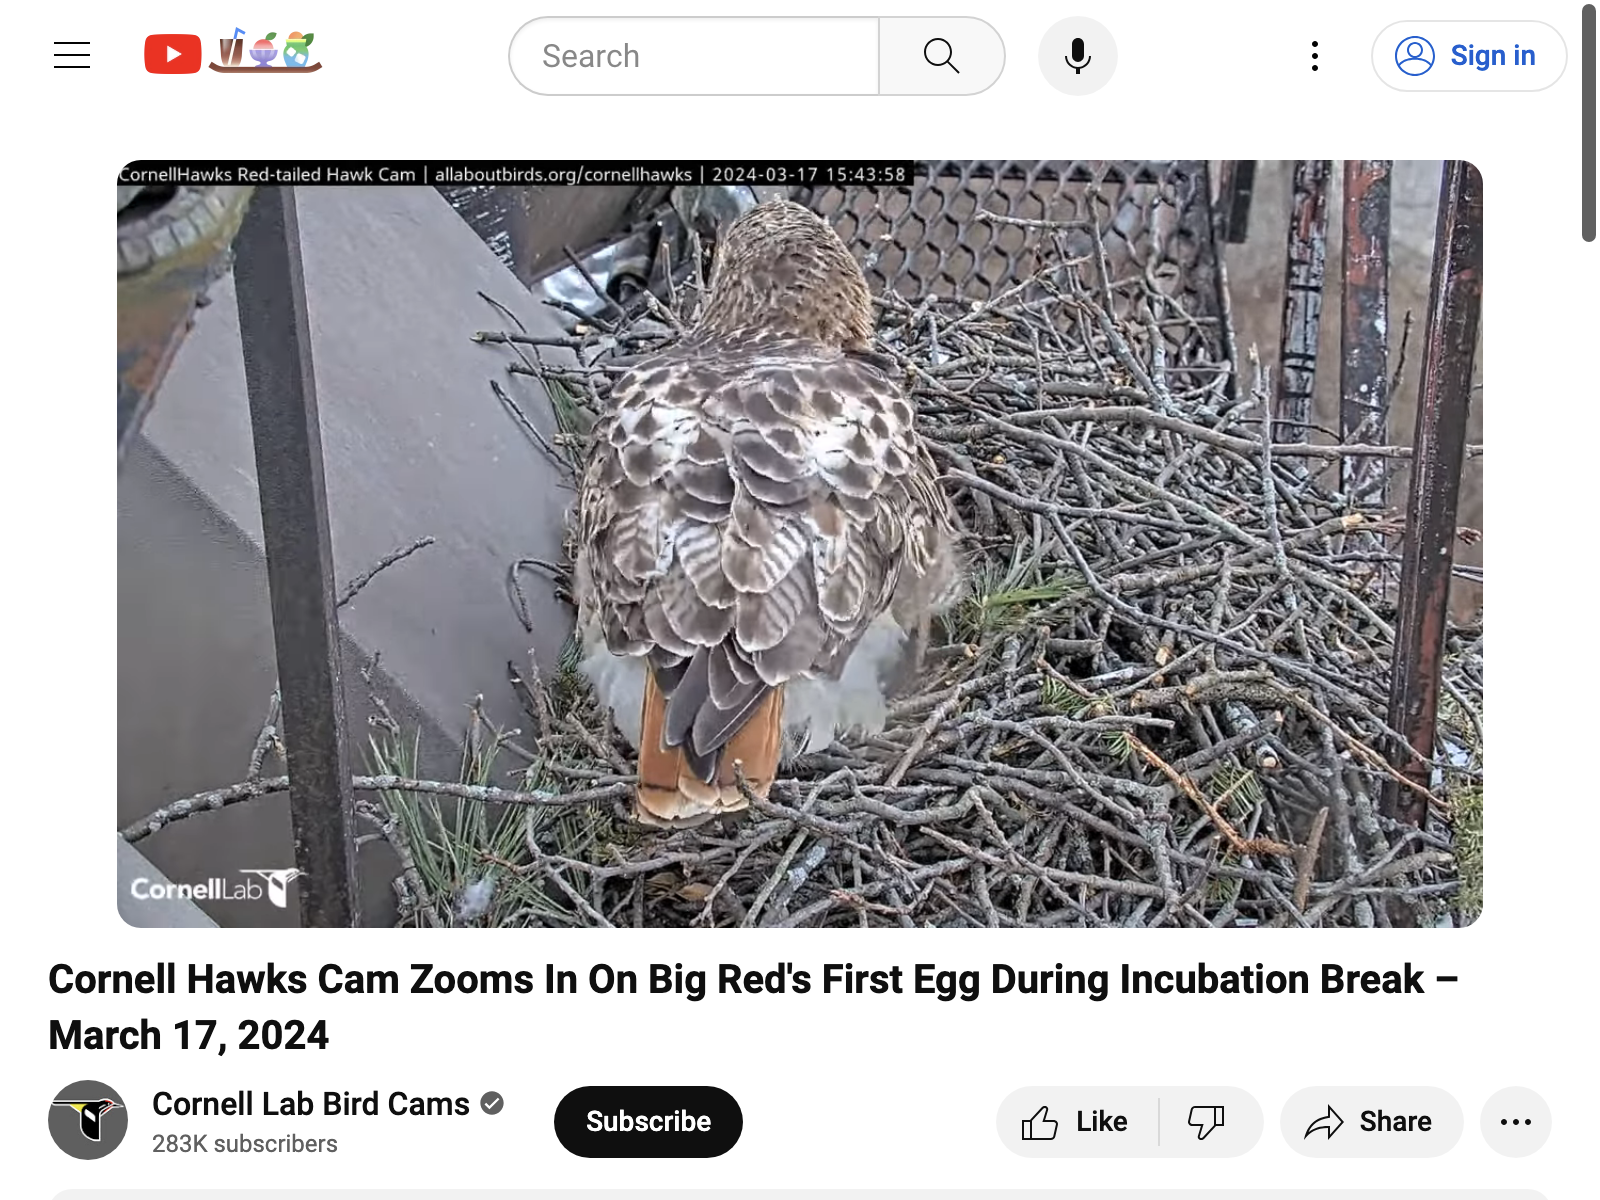 Search
Sign in
CornellHawks Red-tailed Hawk Cam | allaboutbirds.org/cornellhawks | 2024-03-17 15:43:58
CornellLab
Cornell Hawks Cam Zooms In On Big Red's First Egg During Incubation Break –
March 17, 2024
Cornell Lab Bird Cams
283K subscribers
Subscribe
Like
Share